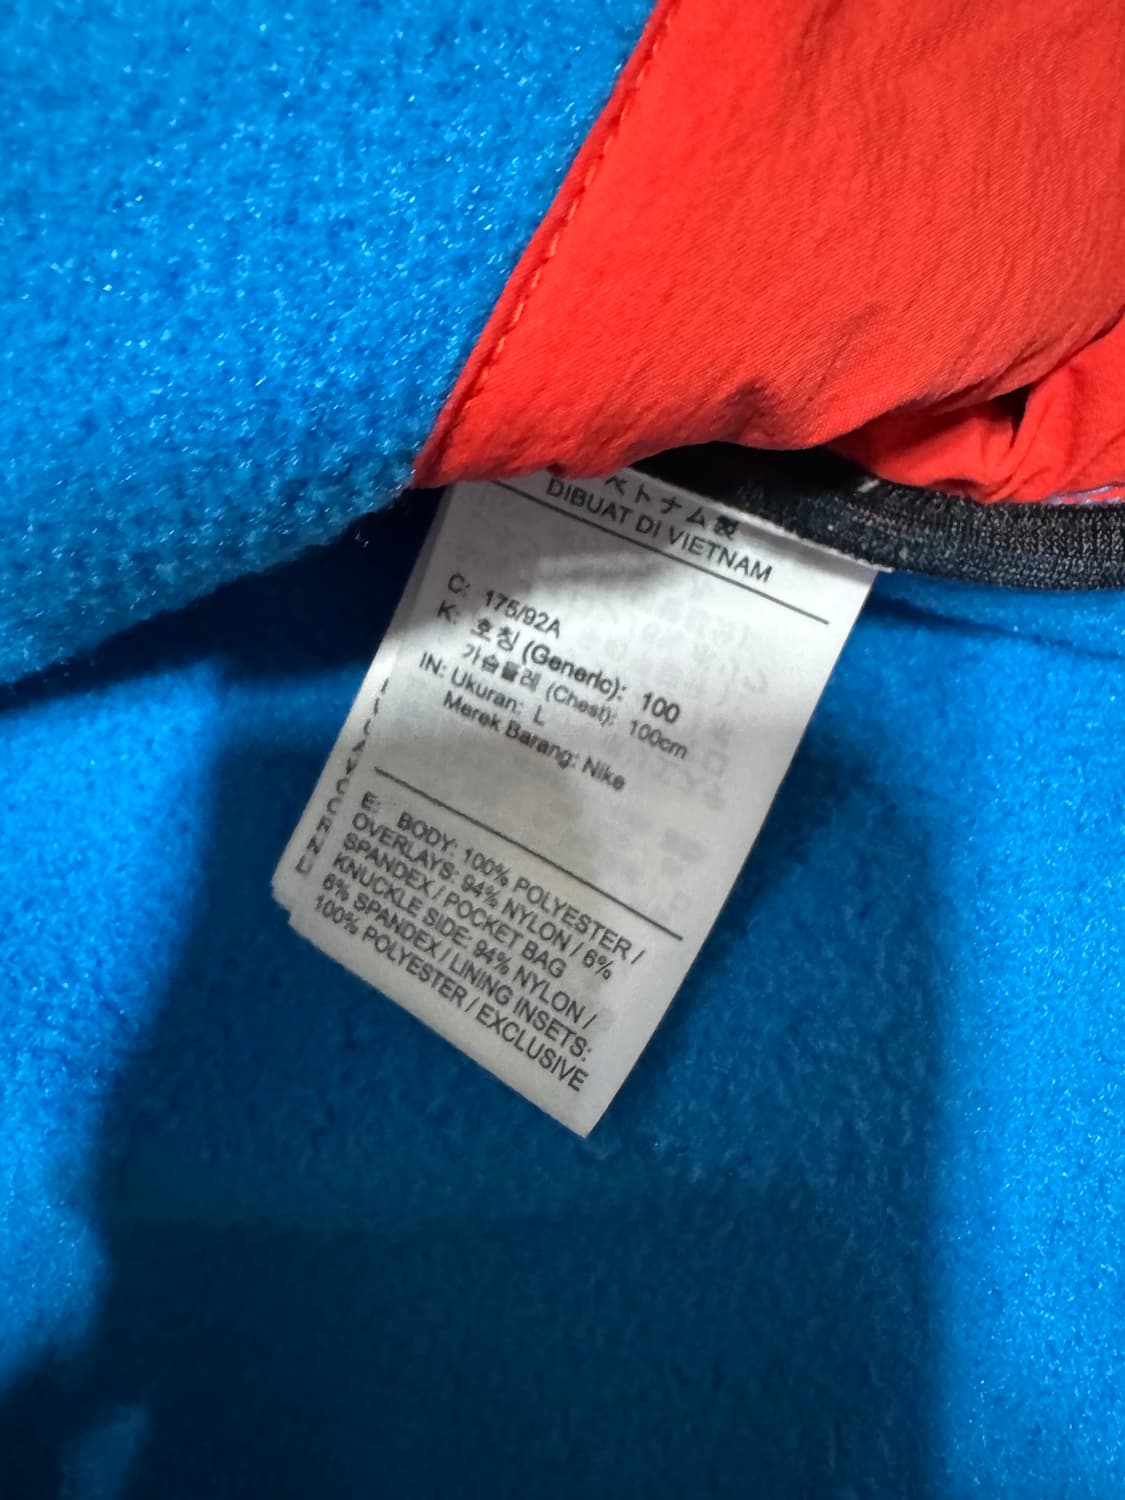 ベトナム製
DIBUAT DI VIETNAM
C: 175/92A
K: 호칭 (Generic): 100
가슴둘레 (Chest): 100cm
IN: Ukuran: L
Merek Barang: Nike
E: BODY: 100% POLYESTER /
OVERLAYS: 94% NYLON / 6%
SPANDEX / POCKET BAG
KNUCKLE SIDE: 94% NYLON /
6% SPANDEX / LINING INSETS:
100% POLYESTER / EXCLUSIVE